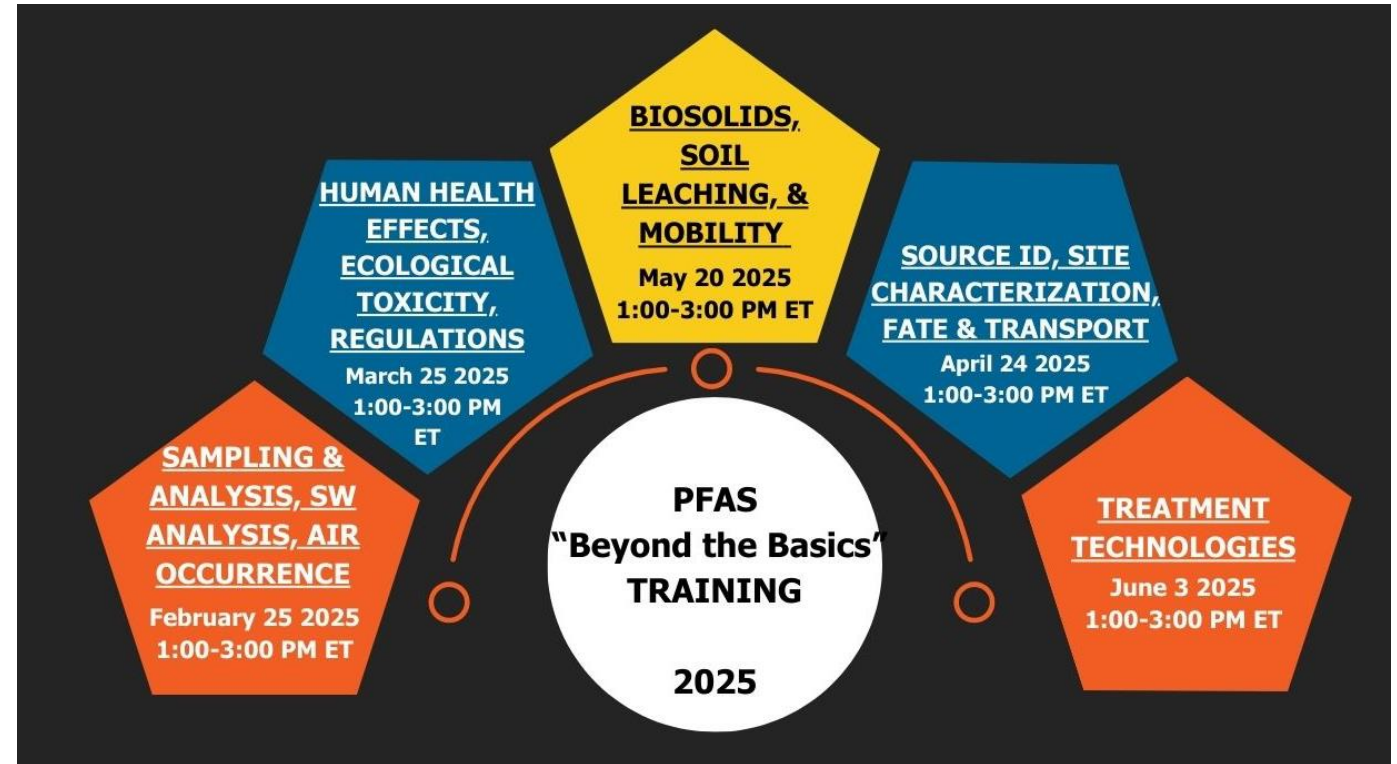 SAMPLING &
ANALYSIS, SW
ANALYSIS, AIR
OCCURRENCE
February 25 2025
1:00-3:00 PM ET
HUMAN HEALTH
EFFECTS,
ECOLOGICAL
TOXICITY,
REGULATIONS
March 25 2025
1:00-3:00 PM
ET
BIOSOLIDS,
SOIL
LEACHING, &
MOBILITY
May 20 2025
1:00-3:00 PM ET
SOURCE ID, SITE
CHARACTERIZATION,
FATE & TRANSPORT
April 24 2025
1:00-3:00 PM ET
TREATMENT
TECHNOLOGIES
June 3 2025
1:00-3:00 PM ET
PFAS
"Beyond the Basics"
TRAINING
2025